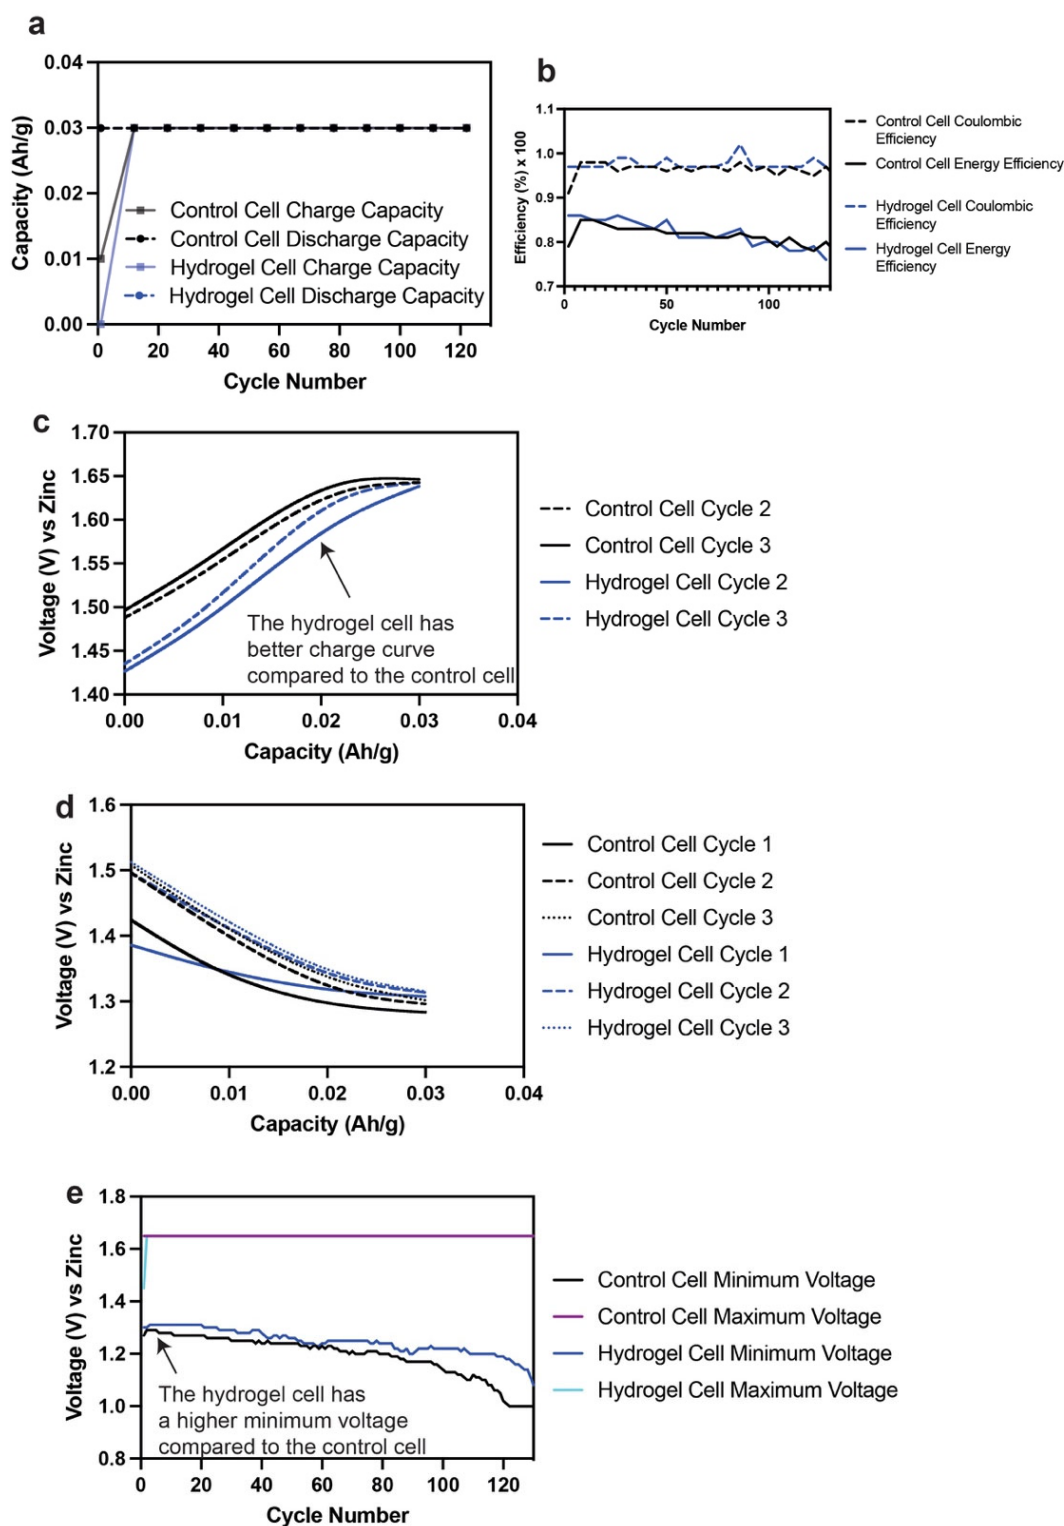 a
0.04
0.03
0.02
0.01
0.00
Capacity (Ah/g)
Control Cell Charge Capacity
Control Cell Discharge Capacity
Hydrogel Cell Charge Capacity
Hydrogel Cell Discharge Capacity
0 20 40 60 80 100 120
Cycle Number
b
1.1
1.0
0.9
0.8
0.7
Efficiency (%) x 100
0 50 100
Cycle Number
Control Cell Coulombic
Efficiency
Control Cell Energy Efficiency
Hydrogel Cell Coulombic
Efficiency
Hydrogel Cell Energy
Efficiency
c
1.70
1.65
1.60
1.55
1.50
1.45
1.40
Voltage (V) vs Zinc
The hydrogel cell has
better charge curve
compared to the control cell
0.00 0.01 0.02 0.03 0.04
Capacity (Ah/g)
Control Cell Cycle 2
Control Cell Cycle 3
Hydrogel Cell Cycle 2
Hydrogel Cell Cycle 3
d
1.6
1.5
1.4
1.3
1.2
Voltage (V) vs Zinc
0.00 0.01 0.02 0.03 0.04
Capacity (Ah/g)
Control Cell Cycle 1
Control Cell Cycle 2
Control Cell Cycle 3
Hydrogel Cell Cycle 1
Hydrogel Cell Cycle 2
Hydrogel Cell Cycle 3
e
1.8
1.6
1.4
1.2
1.0
0.8
Voltage (V) vs Zinc
The hydrogel cell has
a higher minimum voltage
compared to the control cell
0 20 40 60 80 100 120
Cycle Number
Control Cell Minimum Voltage
Control Cell Maximum Voltage
Hydrogel Cell Minimum Voltage
Hydrogel Cell Maximum Voltage